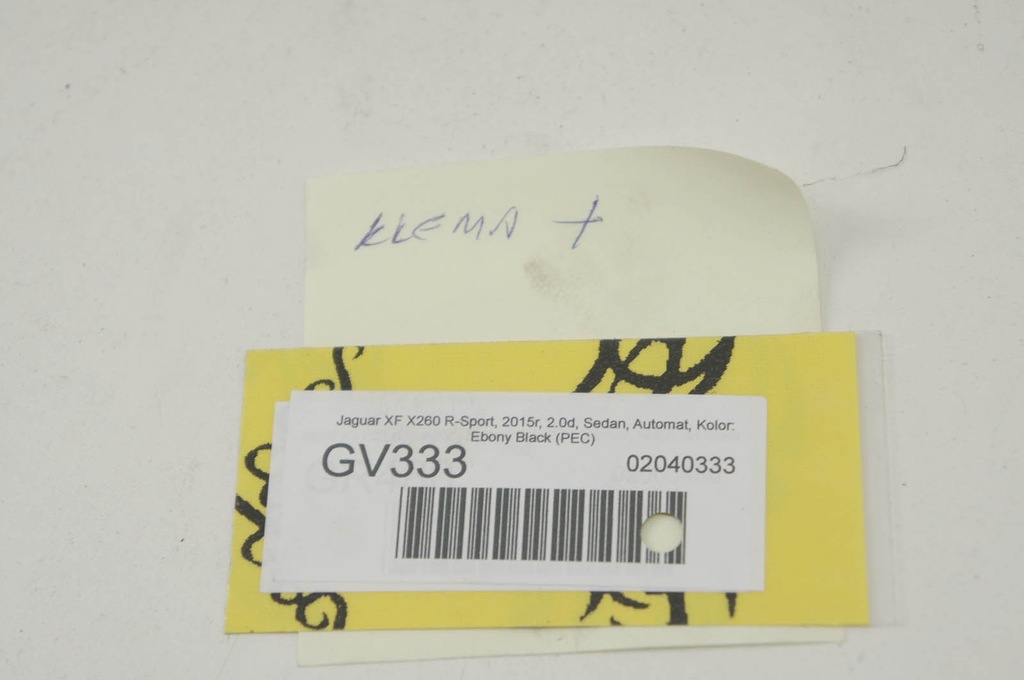 KLEMA +
Jaguar XF X260 R-Sport, 2015r, 2.0d, Sedan, Automat, Kolor:
Ebony Black (PEC)
GV333 02040333